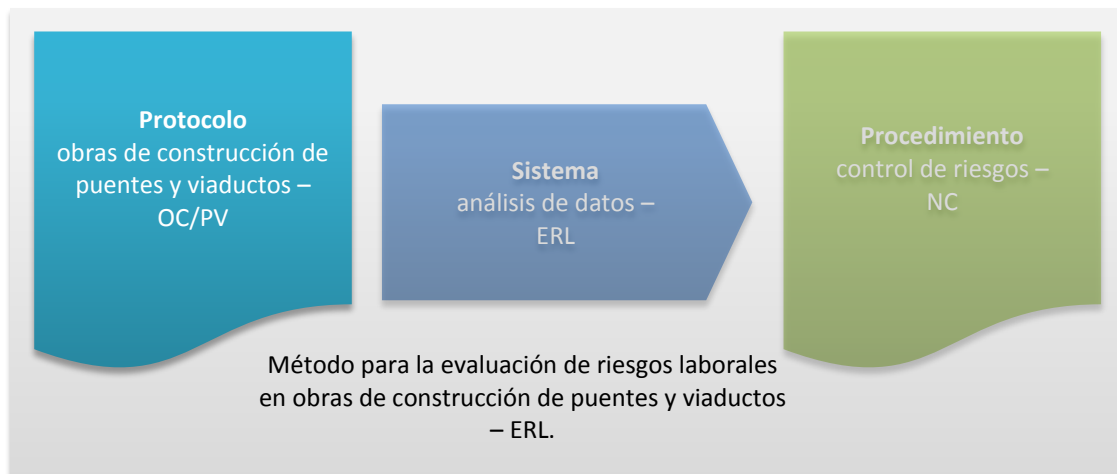 Protocolo
obras de construcción de
puentes y viaductos –
OC/PV
Sistema
análisis de datos –
ERL
Procedimiento
control de riesgos –
NC
Método para la evaluación de riesgos laborales
en obras de construcción de puentes y viaductos
– ERL.